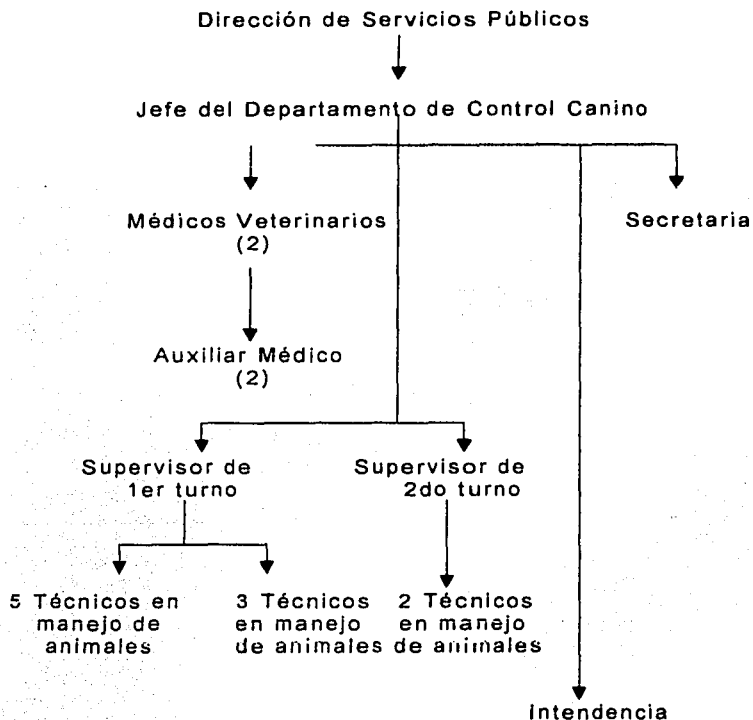 Dirección de Servicios Públicos
Jefe del Departamento de Control Canino
Médicos Veterinarios
(2)
Secretaria
Auxiliar Médico
(2)
Supervisor de
1er turno
Supervisor de
2do turno
5 Técnicos en
manejo de
animales
3 Técnicos
en manejo
de animales
2 Técnicos
en manejo
de animales
Intendencia